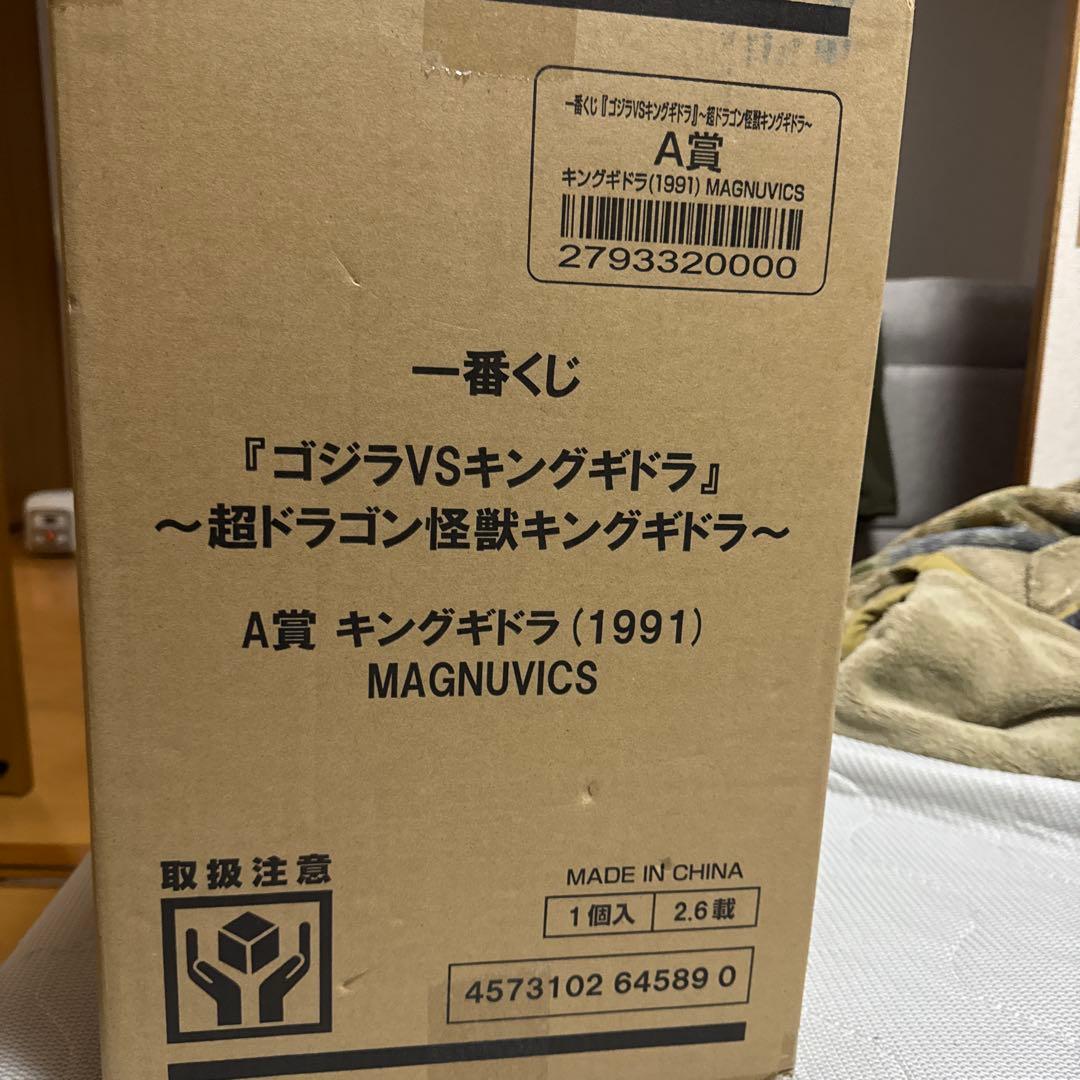 一番くじ『ゴジラVSキングギドラ』～超ドラゴン怪獣キングギドラ～
A賞
キングギドラ(1991) MAGNUVICS
2793320000
一番くじ
『ゴジラVSキングギドラ』
～超ドラゴン怪獣キングギドラ～
A賞 キングギドラ(1991)
MAGNUVICS
取扱注意
MADE IN CHINA
1個入 2.6載
4573102 64589 0